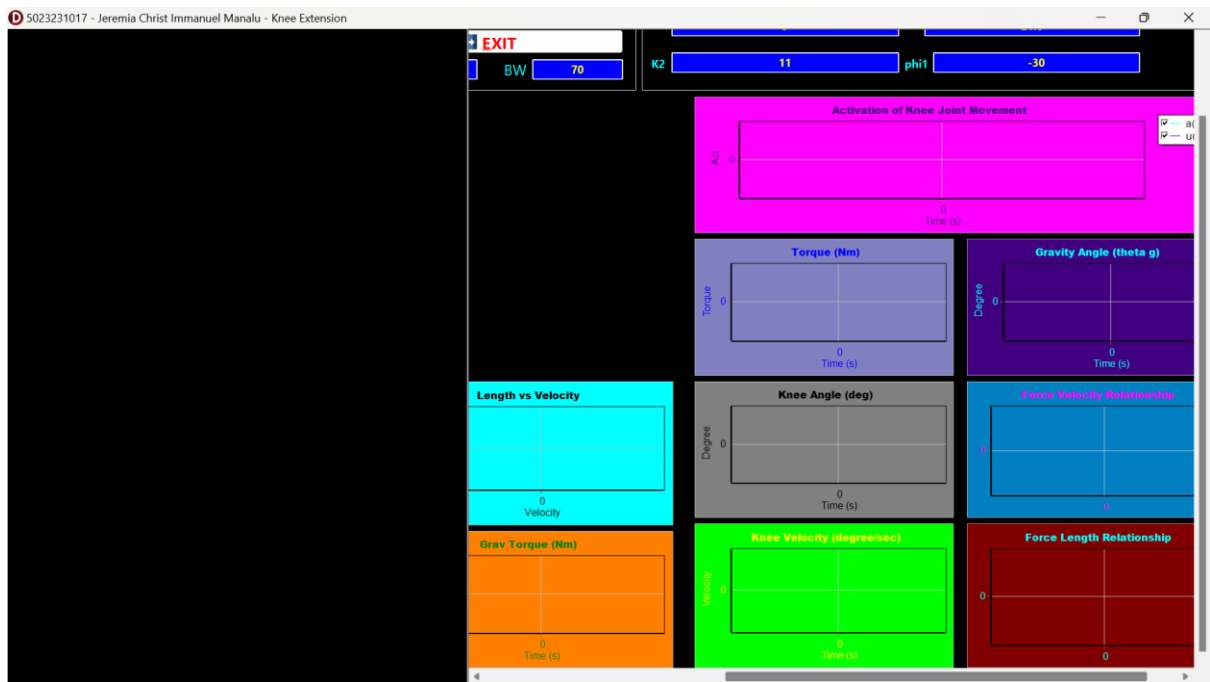 5023231017 - Jeremia Christ Immanuel Manalu - Knee Extension
EXIT
BW 70
K2 11 phi1 -30
Activation of Knee Joint Movement
a(
u(
Act
0
0
Time (s)
Torque (Nm)
Torque
0
0
Time (s)
Gravity Angle (theta g)
Degree
0
0
Time (s)
Length vs Velocity
0
Velocity
Knee Angle (deg)
Degree
0
0
Time (s)
Force Velocity Relationship
0
0
Grav Torque (Nm)
0
Time (s)
Knee Velocity (degree/sec)
Velocity
0
0
Time (s)
Force Length Relationship
0
0